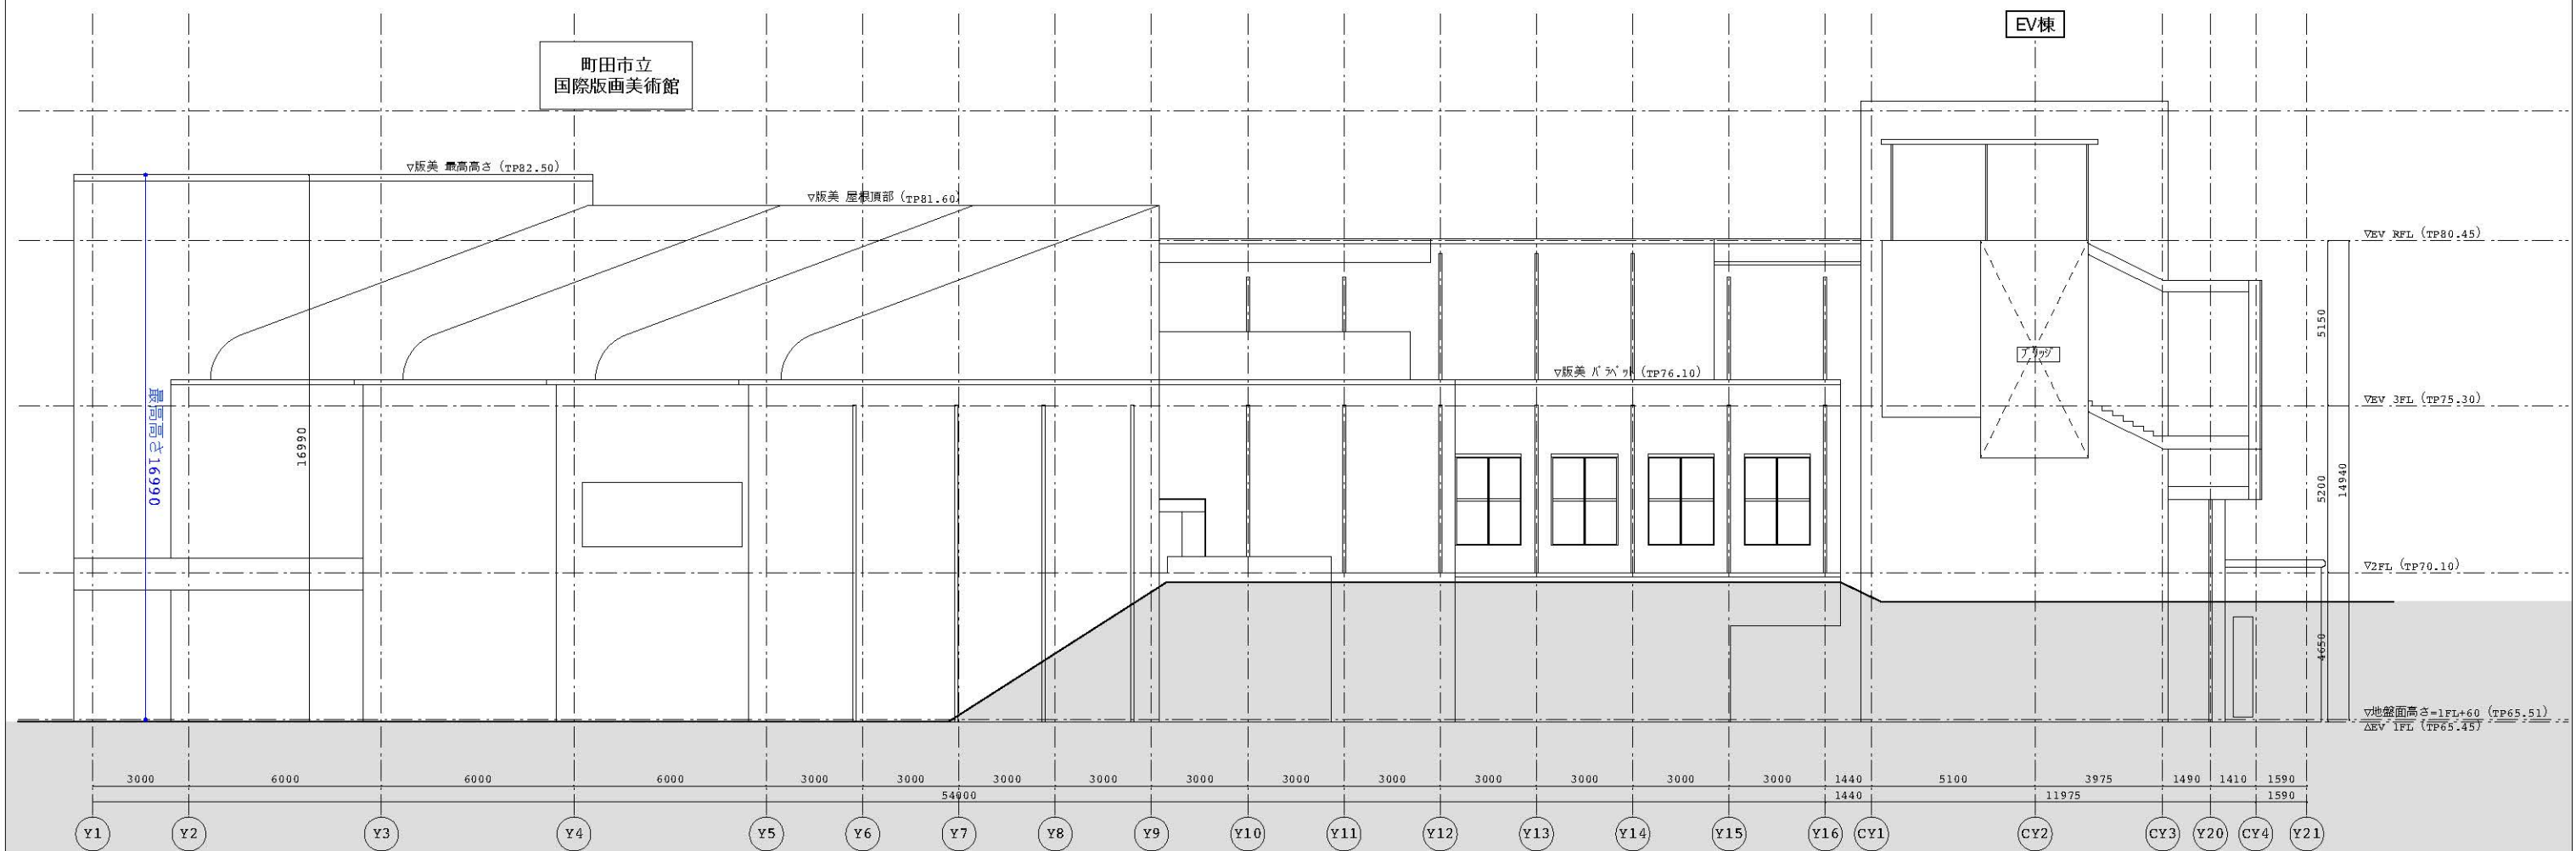 EV棟
町田市立
国際版画美術館
▽版美 最高高さ (TP82.50)
▽版美 屋根頂部 (TP81.60)
▽EV RFL (TP80.45)
5150
ブリッジ
▽版美 パラペット (TP76.10)
▽EV 3FL (TP75.30)
最高高さ16990
16990
5200
14940
▽2FL (TP70.10)
4650
▽地盤面高さ=1FL+60 (TP65.51)
△EV 1FL (TP65.45)
3000 6000 6000 6000 3000 3000 3000 3000 3000 3000 3000 3000 3000 3000 3000 1440 5100 3975 1490 1410 1590
54000 1440 11975 1590
Y1 Y2 Y3 Y4 Y5 Y6 Y7 Y8 Y9 Y10 Y11 Y12 Y13 Y14 Y15 Y16 CY1 CY2 CY3 Y20 CY4 Y21